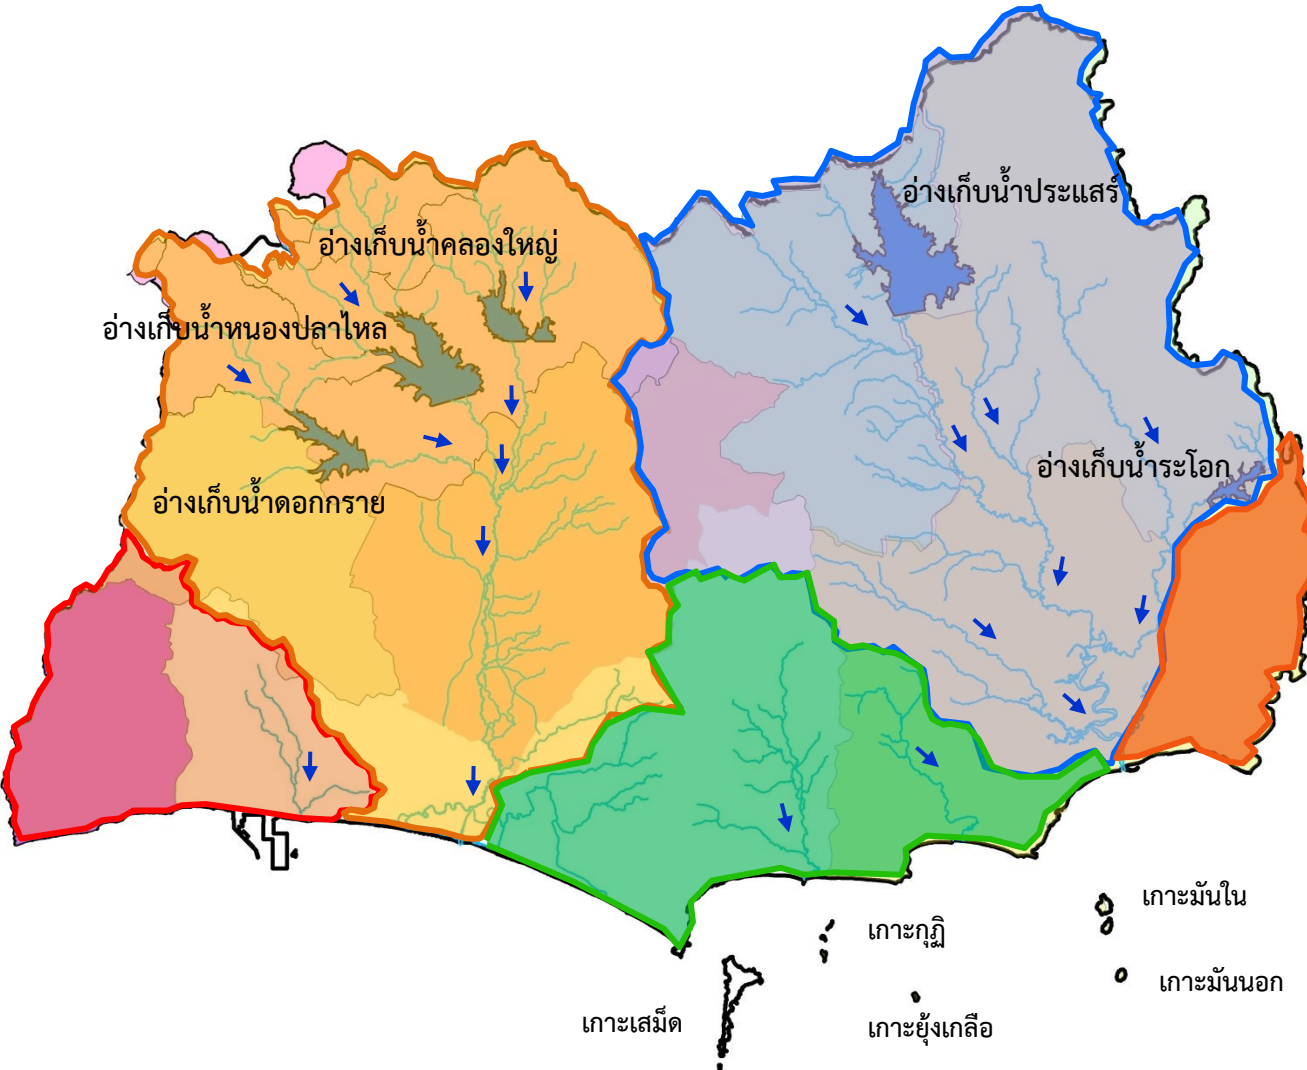 อ่างเก็บน้ำประแสร์
อ่างเก็บน้ำคลองใหญ่
อ่างเก็บน้ำหนองปลาไหล
อ่างเก็บน้ำระโอก
อ่างเก็บน้ำดอกกราย
เกาะมันใน
เกาะกุฏิ
เกาะมันนอก
เกาะเสม็ด
เกาะยุ้งเกลือ